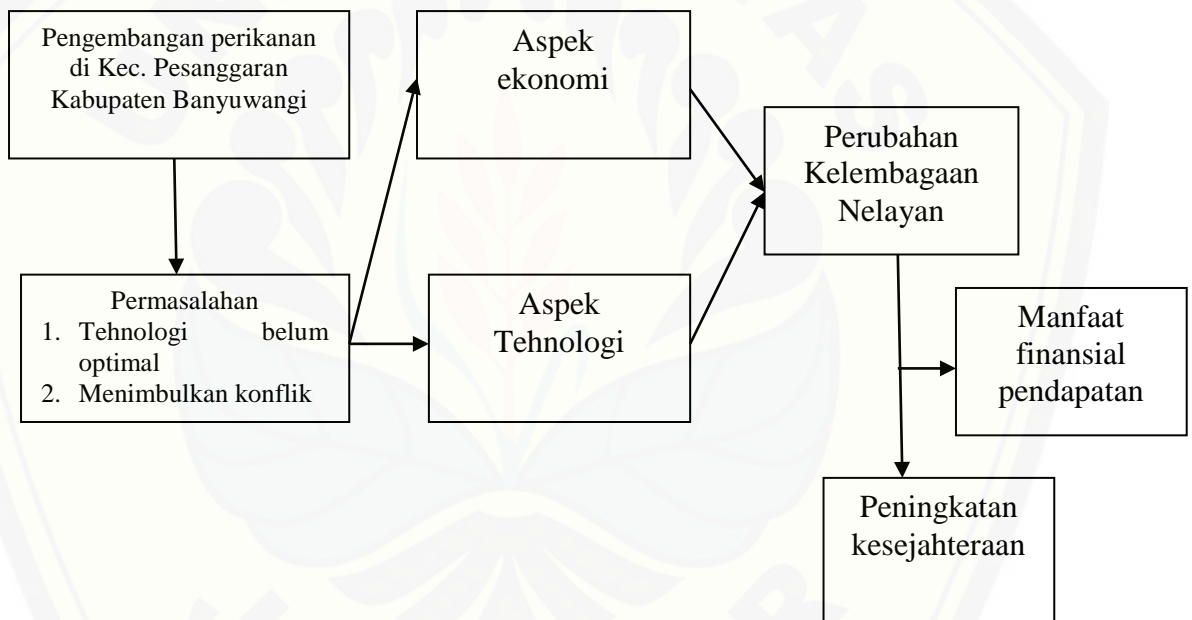 Pengembangan perikanan
di Kec. Pesanggaran
Kabupaten Banyuwangi
Permasalahan
1. Tehnologi belum
optimal
2. Menimbulkan konflik
Aspek
ekonomi
Aspek
Tehnologi
Perubahan
Kelembagaan
Nelayan
Manfaat
finansial
pendapatan
Peningkatan
kesejahteraan